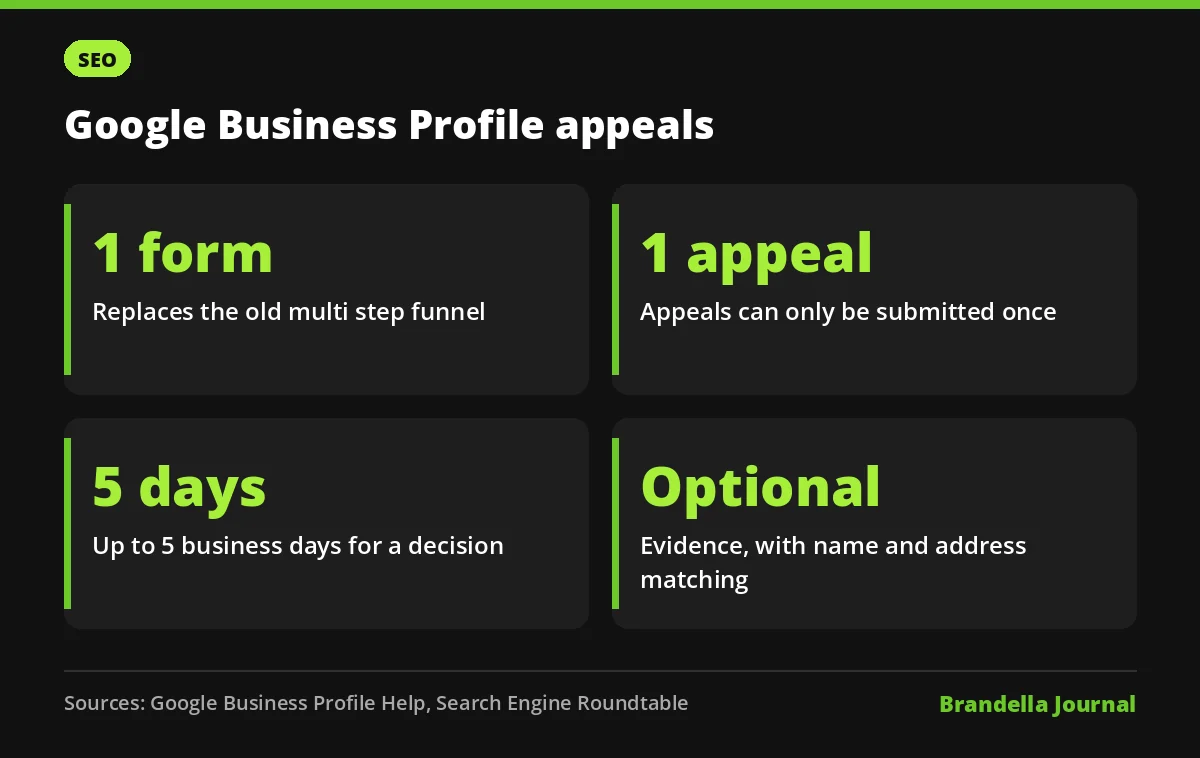 SEO
Google Business Profile appeals
1 form
Replaces the old multi step funnel
1 appeal
Appeals can only be submitted once
5 days
Up to 5 business days for a decision
Optional
Evidence, with name and address
matching
Sources: Google Business Profile Help, Search Engine Roundtable
Brandella Journal